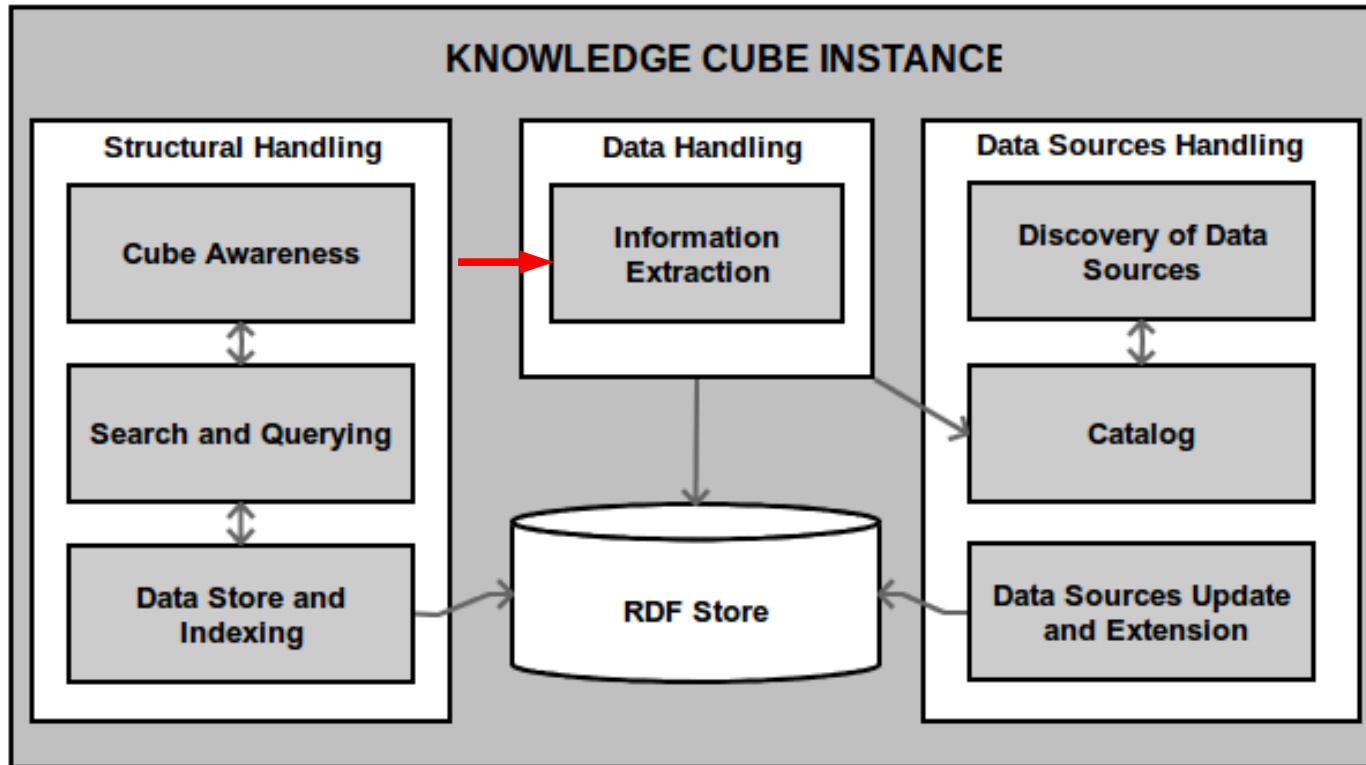 KNOWLEDGE CUBE INSTANCE
Structural Handling
Cube Awareness
Search and Querying
Data Store and
Indexing
Data Handling
Information
Extraction
RDF Store
Data Sources Handling
Discovery of Data
Sources
Catalog
Data Sources Update
and Extension